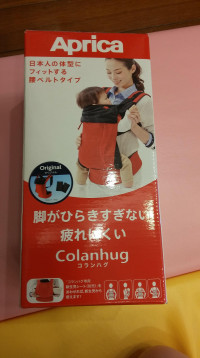 Aprica
日本人の体型に
フィットする
腰ベルトタイプ
Original
脚がひらきすぎない
疲れにくい
Colanhug
コランハグ